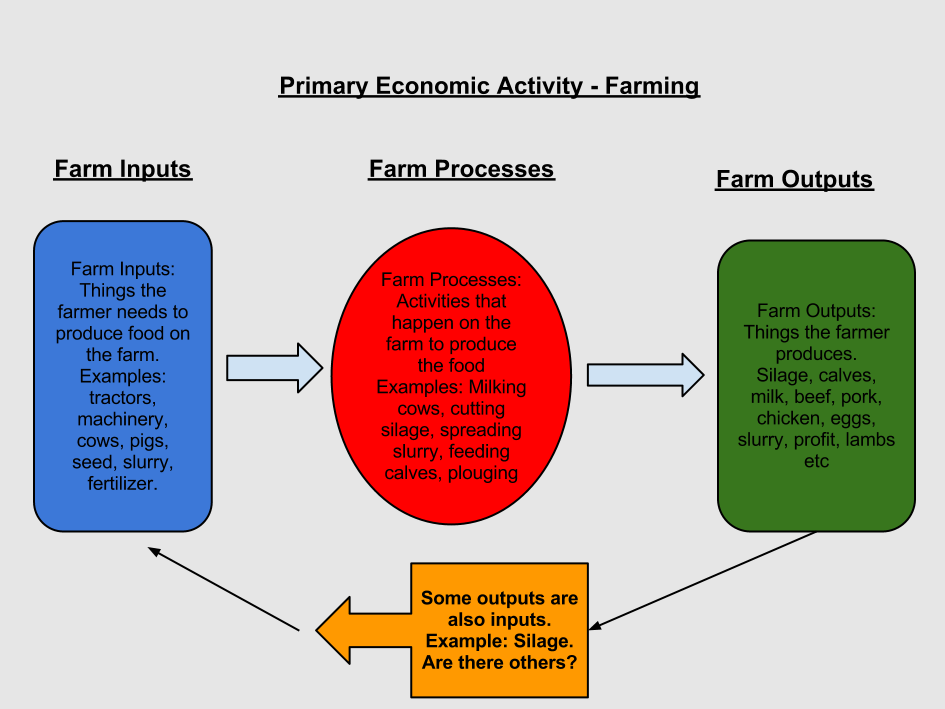 Primary Economic Activity - Farming
Farm Inputs
Farm Processes
Farm Outputs
Farm Inputs:
Things the
farmer needs to
produce food on
the farm.
Examples:
tractors,
machinery,
cows, pigs,
seed, slurry,
fertilizer.
Farm Processes:
Activities that
happen on the
farm to produce
the food
Examples: Milking
cows, cutting
silage, spreading
slurry, feeding
calves, plouging
Farm Outputs:
Things the farmer
produces.
Silage, calves,
milk, beef, pork,
chicken, eggs,
slurry, profit, lambs
etc
Some outputs are
also inputs.
Example: Silage.
Are there others?